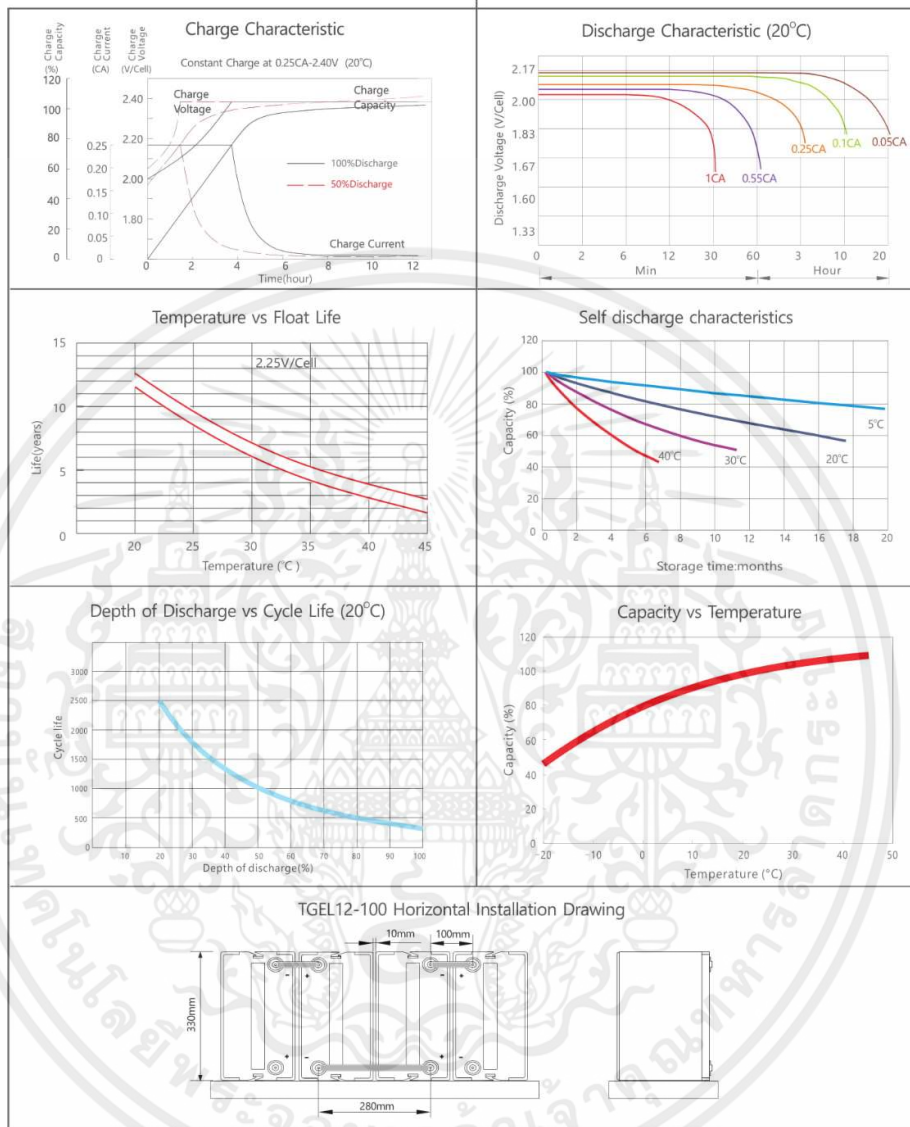 Charge Characteristic
Charge Capacity
(%)
Charge Current
(CA)
Charge Voltage
(V/Cell)
Constant Charge at 0.25CA-2.40V (20°C)
120
100
80
60
40
20
0
0.25
0.20
0.15
0.10
0.05
0
2.40
2.20
2.00
1.80
Charge
Voltage
Charge
Capacity
100%Discharge
50%Discharge
Charge Current
0 2 4 6 8 10 12
Time(hour)
Discharge Characteristic (20°C)
Discharge Voltage (V/Cell)
2.17
2.00
1.83
1.67
1.60
1.33
1CA
0.55CA
0.25CA
0.1CA
0.05CA
0 2 6 12 30 60 3 10 20
Min Hour
Temperature vs Float Life
Life(years)
15
10
5
0
2.25V/Cell
20 25 30 35 40 45
Temperature (°C )
Self discharge characteristics
Capacity (%)
120
100
80
60
40
20
0
5°C
20°C
30°C
40°C
0 2 4 6 8 10 12 14 16 18 20
Storage time:months
Depth of Discharge vs Cycle Life (20°C)
Cycle life
3000
2500
2000
1500
1000
500
0
10 20 30 40 50 60 70 80 90 100
Depth of discharge(%)
Capacity vs Temperature
Capacity (%)
120
100
80
60
40
20
0
-20 -10 0 10 20 30 40 50
Temperature (°C)
TGEL12-100 Horizontal Installation Drawing
10mm
100mm
330mm
- + - +
+ - + -
280mm